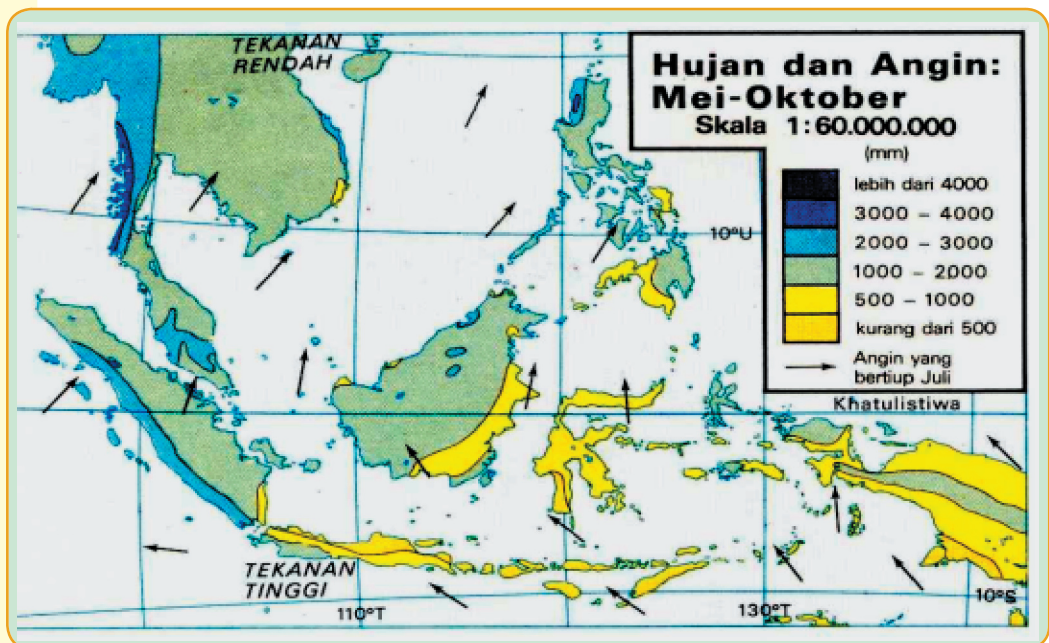 TEKANAN
RENDAH
Hujan dan Angin:
Mei-Oktober
Skala 1:60.000.000
(mm)
lebih dari 4000
3000 – 4000
2000 – 3000
1000 – 2000
500 – 1000
kurang dari 500
Angin yang
bertiup Juli
10°U
Khatulistiwa
TEKANAN
TINGGI
110°T
130°T
10°S